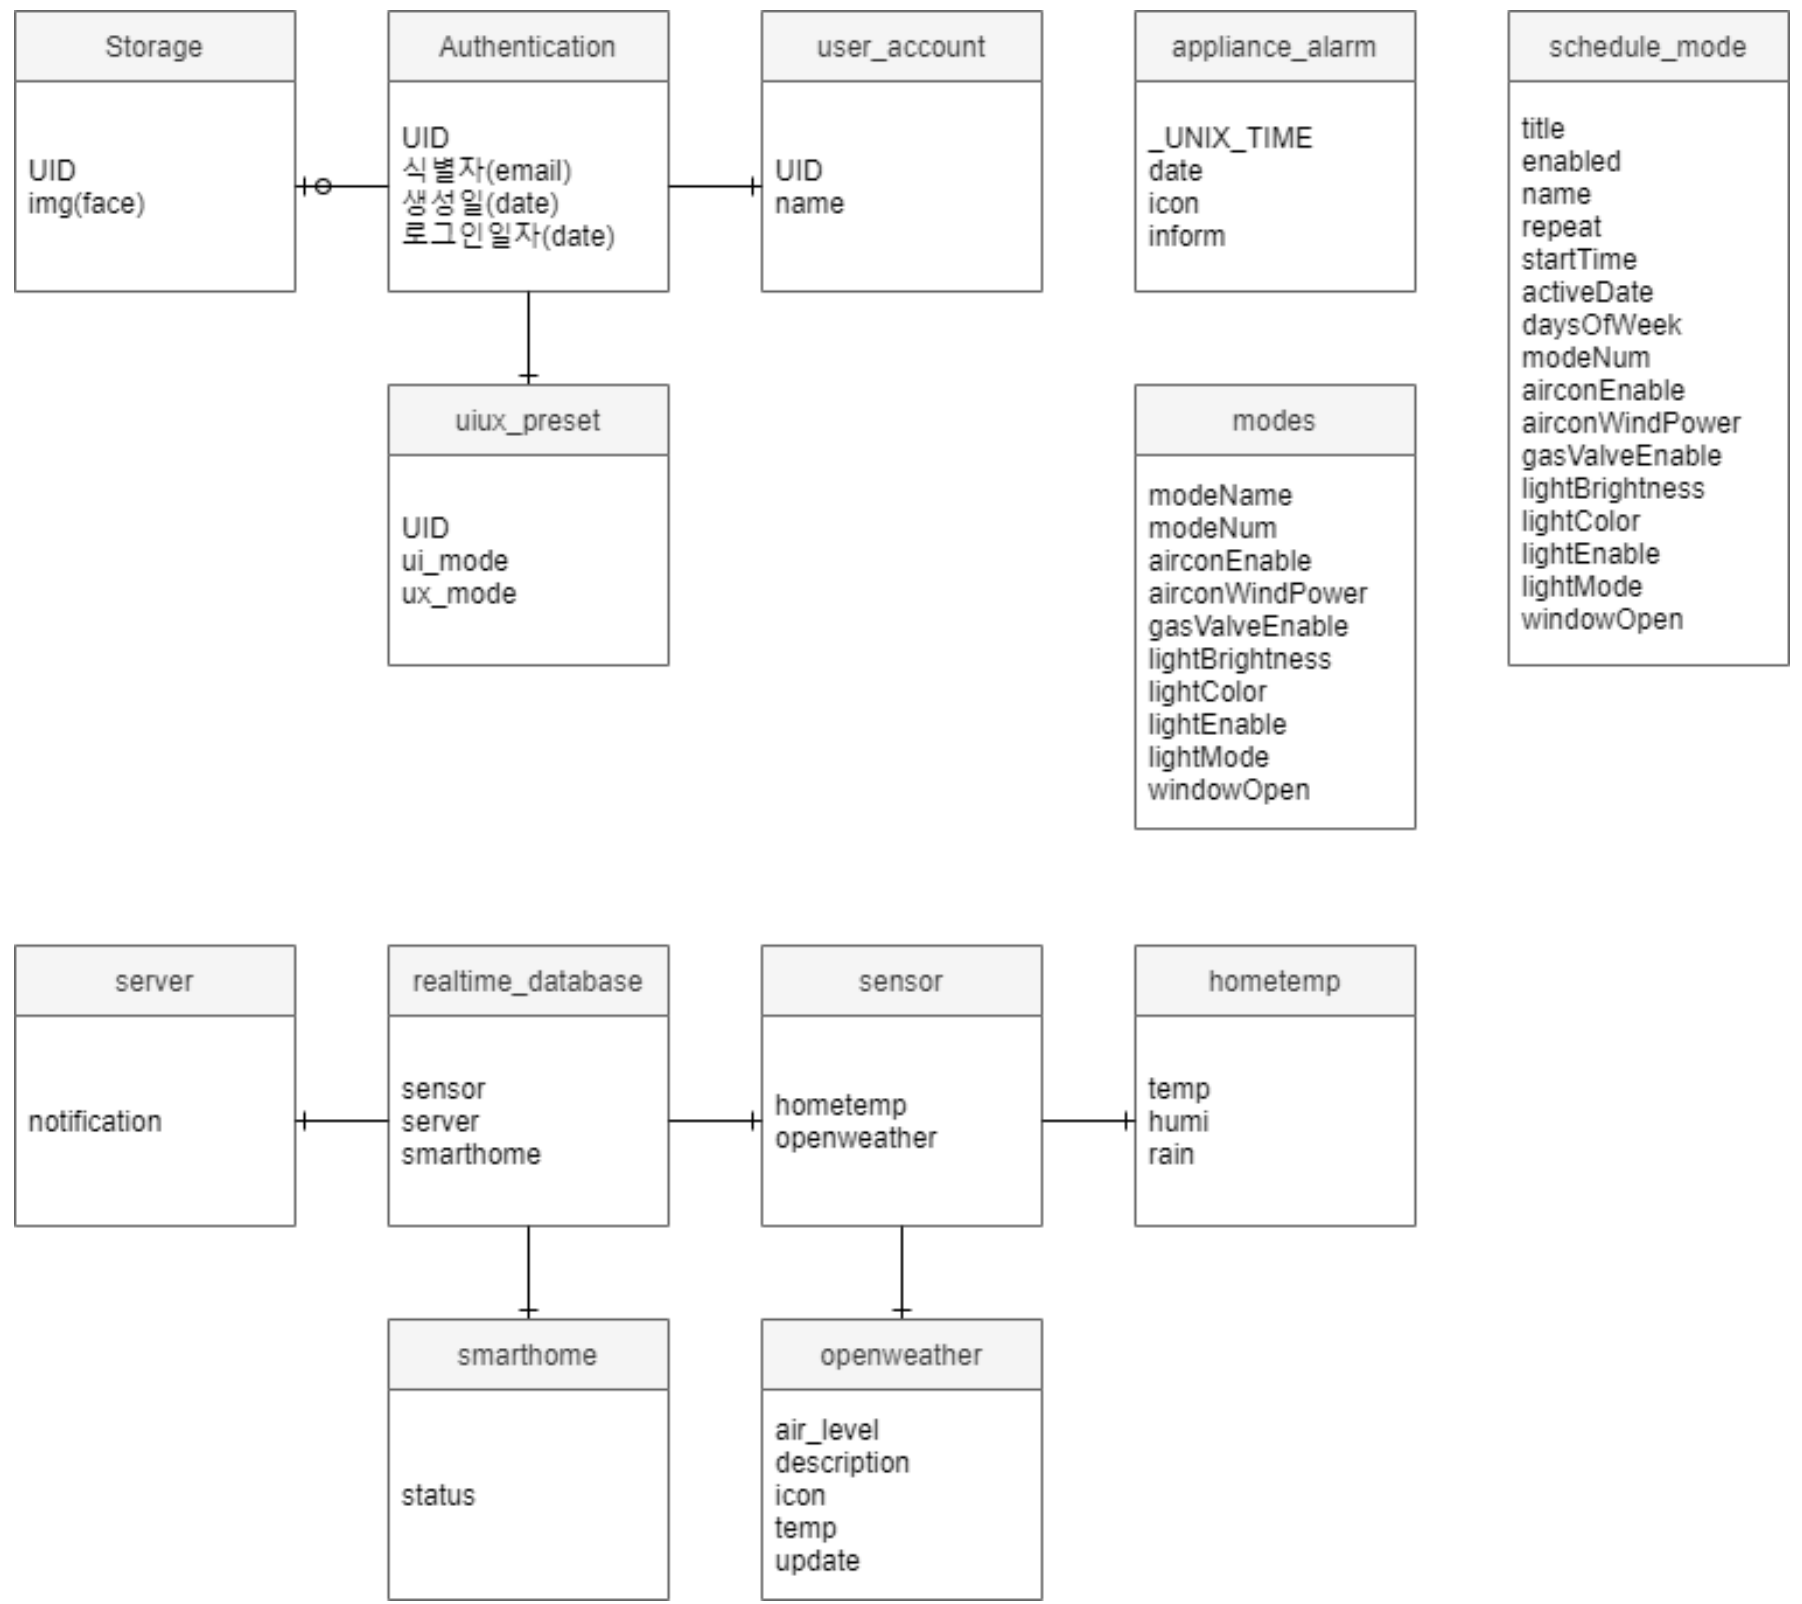 Storage
UID
img(face)
Authentication
UID
식별자(email)
생성일(date)
로그인일자(date)
user_account
UID
name
appliance_alarm
_UNIX_TIME
date
icon
inform
schedule_mode
title
enabled
name
repeat
startTime
activeDate
daysOfWeek
modeNum
airconEnable
airconWindPower
gasValveEnable
lightBrightness
lightColor
lightEnable
lightMode
windowOpen
uiux_preset
UID
ui_mode
ux_mode
modes
modeName
modeNum
airconEnable
airconWindPower
gasValveEnable
lightBrightness
lightColor
lightEnable
lightMode
windowOpen
server
notification
realtime_database
sensor
server
smarthome
sensor
hometemp
openweather
hometemp
temp
humi
rain
smarthome
status
openweather
air_level
description
icon
temp
update